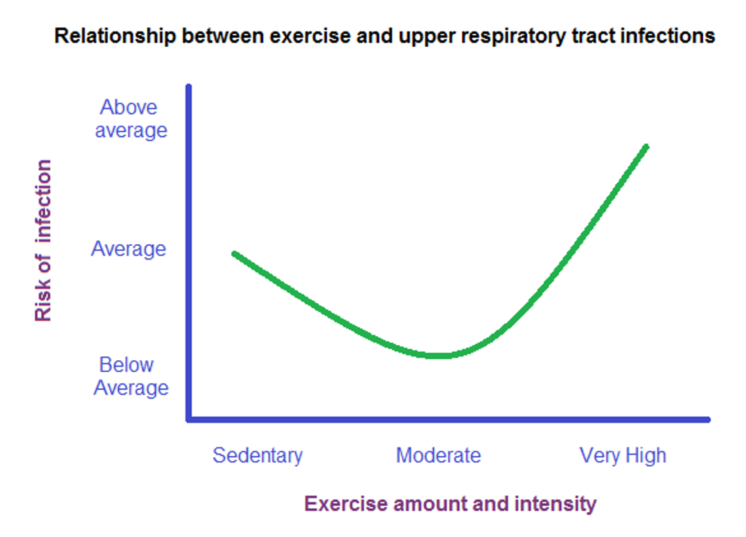 Relationship between exercise and upper respiratory tract infections
Above
average
Average
Below
Average
Risk of infection
Sedentary
Moderate
Very High
Exercise amount and intensity